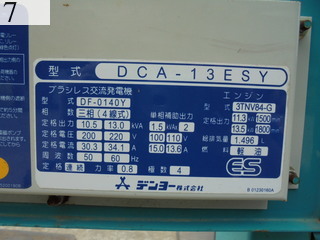 7
型式 DCA-13ESY
ブラシレス交流発電機 エンジン
型式 DF-0140Y 単相補助出力 型式 3TNV84-G
相数 三相(4線式)
定格出力 10.5 13.0 1.5kVA 2 定格出力 11.3 1500
定格電圧 200 220 100 110 13.5 1800
定格電流 30.3 34.1 15.0 13.6 総排気量 1.496 L
周波数 50 60 燃料 軽油
定格 連続 力率 0.8 極数 4 ES
デンヨー株式会社